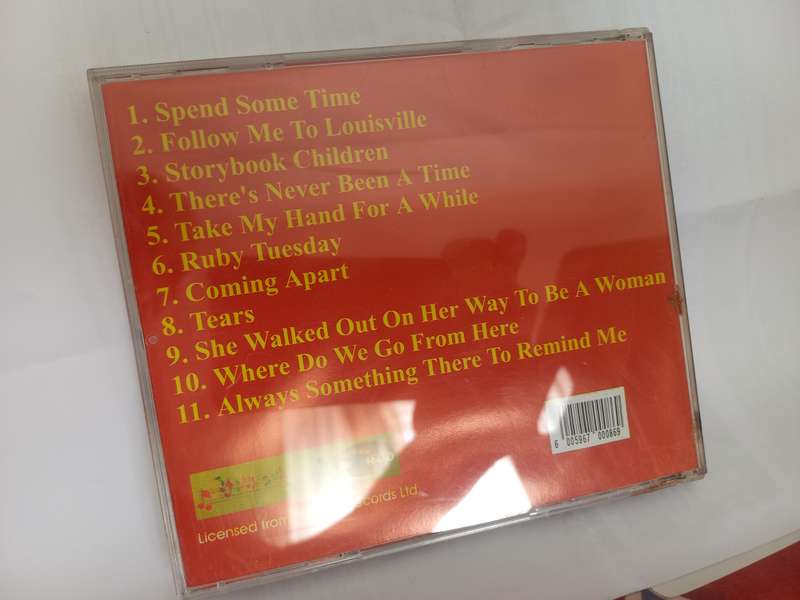 1. Spend Some Time
2. Follow Me To Louisville
3. Storybook Children
4. There's Never Been A Time
5. Take My Hand For A While
6. Ruby Tuesday
7. Coming Apart
8. Tears
9. She Walked Out On Her Way To Be A Woman
10. Where Do We Go From Here
11. Always Something There To Remind Me
6 005967 000869
Licensed from Records Ltd.